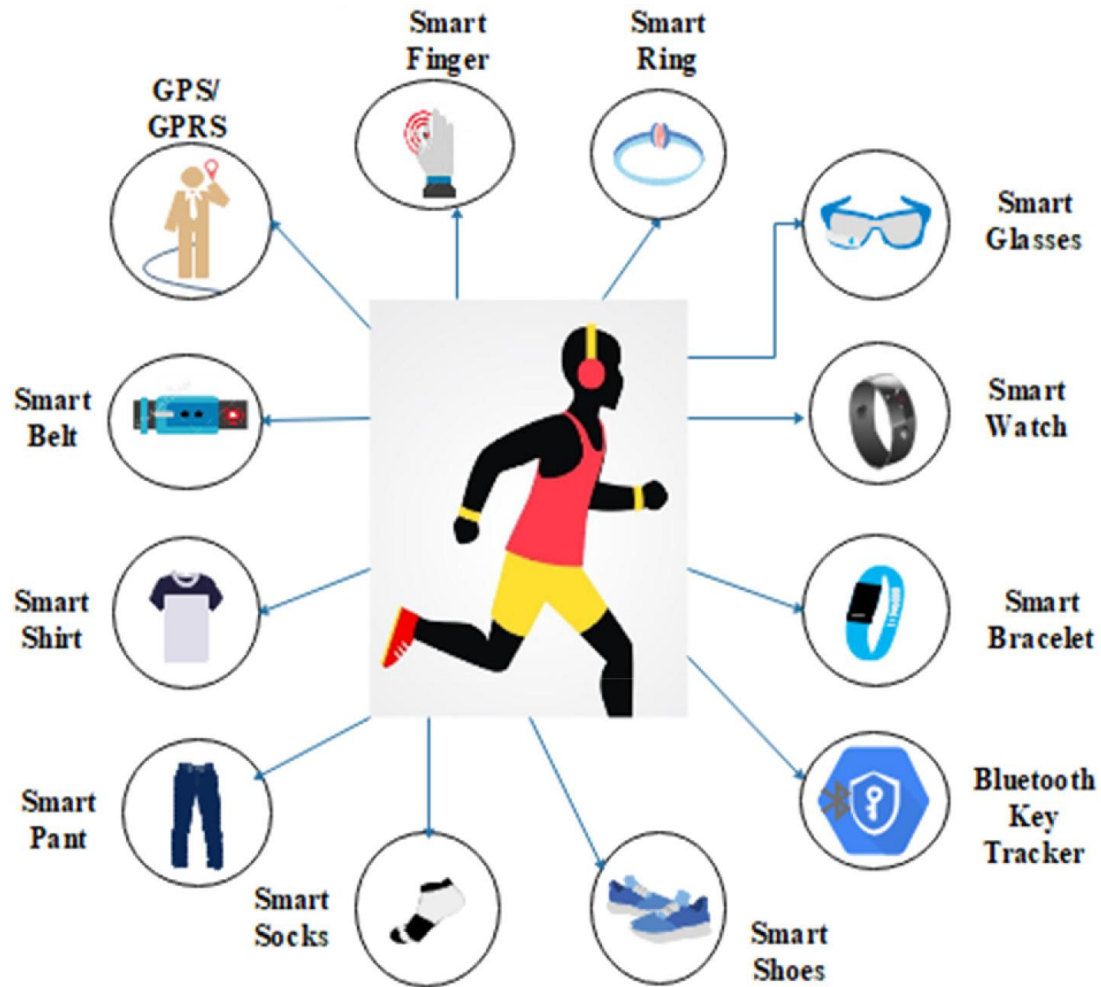 Smart
Finger
Smart
Ring
GPS/
GPRS
Smart
Glasses
Smart
Belt
Smart
Watch
Smart
Shirt
Smart
Bracelet
Smart
Pant
Bluetooth
Key
Tracker
Smart
Socks
Smart
Shoes